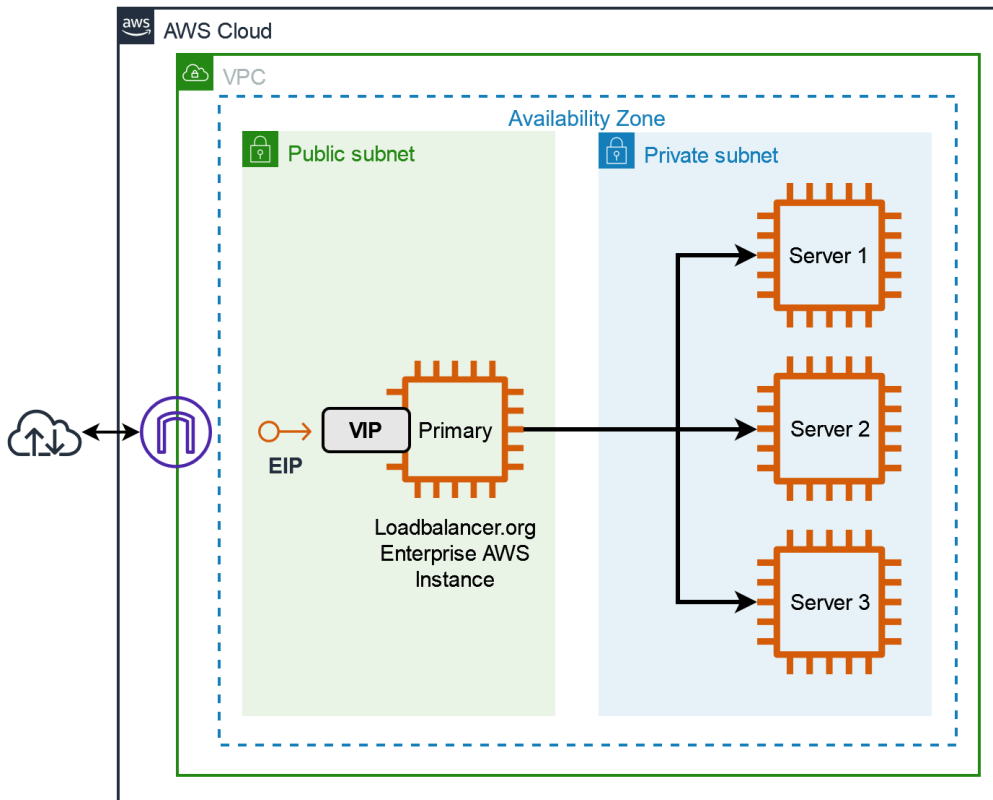 aws
AWS Cloud
VPC
Availability Zone
Public subnet
Private subnet
Server 1
VIP
Primary
Server 2
EIP
Loadbalancer.org
Enterprise AWS
Instance
Server 3